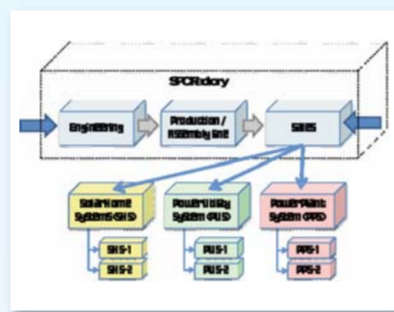 Engineering
Production /
Assembly Line
SALES
Solar Home
Systems (SHS)
Power Utility
System (PUS)
Power Plant
System (PPS)
SHS-1
SHS-2
PUS-1
PUS-2
PPS-1
PPS-2